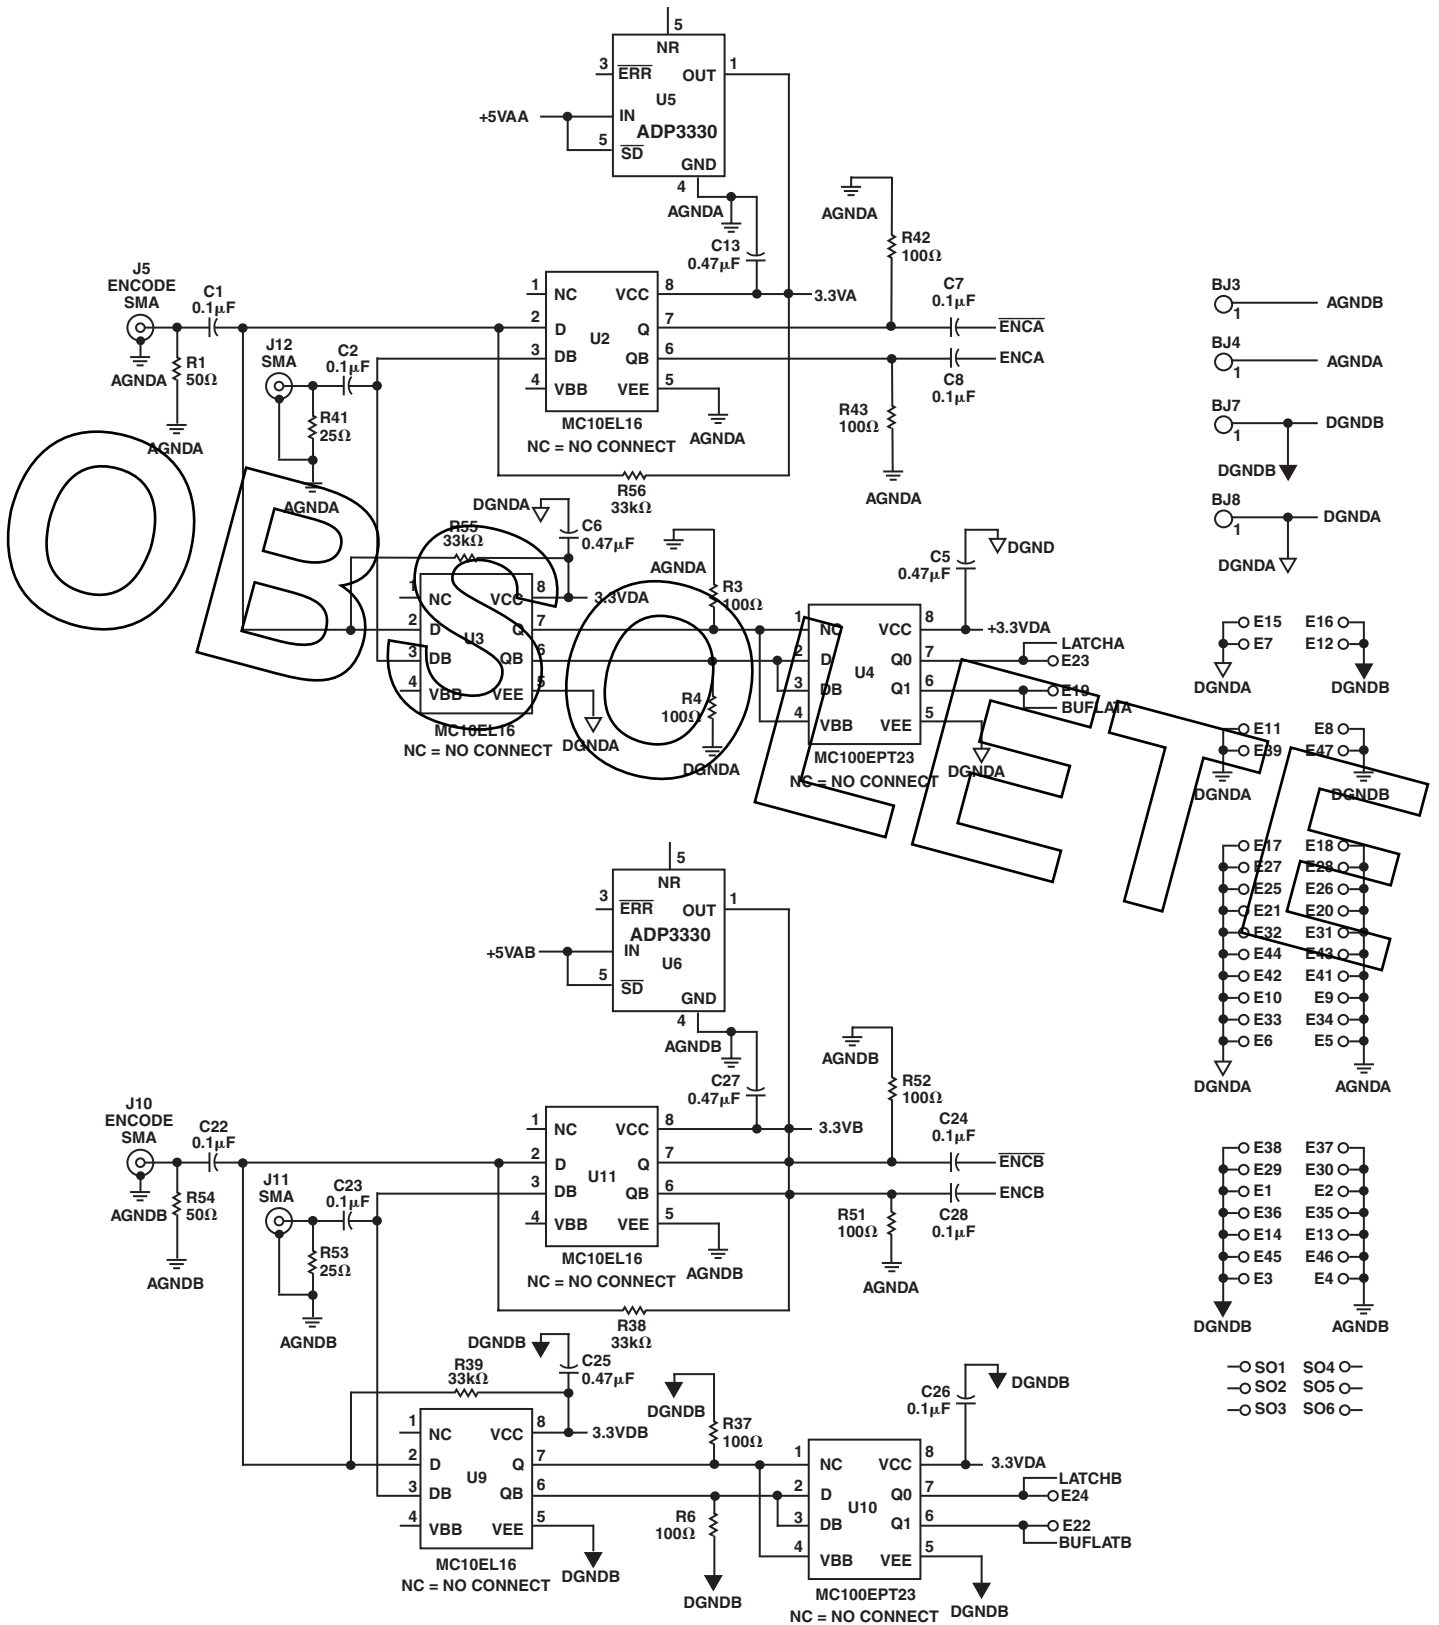 5
NR
3 ERR OUT 1
U5
+5VAA IN
ADP3330
5 SD
GND
4
AGNDA
AGNDA
C13
0.47µF
R42
100Ω
J5
ENCODE
SMA
C1
0.1µF
AGNDA
R1
50Ω
AGNDA
J12
SMA
C2
0.1µF
R41
25Ω
AGNDA
1 NC VCC 8
3.3VA
2 D Q 7
U2
3 DB QB 6
4 VBB VEE 5
MC10EL16
NC = NO CONNECT
AGNDA
C7
0.1µF
ENCA
ENCA
C8
0.1µF
R43
100Ω
AGNDA
R56
33kΩ
BJ3
1
AGNDB
BJ4
1
AGNDA
BJ7
1
DGNDB
DGNDB
BJ8
1
DGNDA
DGNDA
OBSOLETE
DGNDA
C6
0.47µF
R55
33kΩ
AGNDA
R3
100Ω
C5
0.47µF
DGND
1 NC VCC 8
3.3VDA
2 D Q 7
U3
3 DB QB 6
4 VBB VEE 5
MC10EL16
NC = NO CONNECT
DGNDA
R4
100Ω
DGNDA
1 NC VCC 8
+3.3VDA
2 D Q0 7
LATCHA
E23
U4
3 DB Q1 6
E19
BUFLATA
4 VBB VEE 5
MC100EPT23
NC = NO CONNECT
DGNDA
E15 E16
E7 E12
DGNDA DGNDB
E11 E8
E39 E47
DGNDA DGNDB
E17 E18
E27 E28
E25 E26
E21 E20
E32 E31
E44 E43
E42 E41
E10 E9
E33 E34
E6 E5
DGNDA AGNDA
5
NR
3 ERR OUT 1
ADP3330
+5VAB IN
U6
5 SD
GND
4
AGNDB
AGNDB
C27
0.47µF
R52
100Ω
J10
ENCODE
SMA
C22
0.1µF
AGNDB
R54
50Ω
AGNDB
J11
SMA
C23
0.1µF
R53
25Ω
AGNDB
1 NC VCC 8
3.3VB
2 D Q 7
U11
3 DB QB 6
4 VBB VEE 5
MC10EL16
NC = NO CONNECT
AGNDB
C24
0.1µF
ENCB
ENCB
C28
0.1µF
R51
100Ω
AGNDA
R38
33kΩ
E38 E37
E29 E30
E1 E2
E36 E35
E14 E13
E45 E46
E3 E4
DGNDB AGNDB
SO1 SO4
SO2 SO5
SO3 SO6
DGNDB
C25
0.47µF
R39
33kΩ
DGNDB
R37
100Ω
C26
0.1µF
DGNDB
1 NC VCC 8
3.3VDB
2 D Q 7
U9
3 DB QB 6
4 VBB VEE 5
MC10EL16
NC = NO CONNECT
DGNDB
R6
100Ω
DGNDB
1 NC VCC 8
3.3VDA
2 D Q0 7
LATCHB
E24
U10
3 DB Q1 6
E22
BUFLATB
4 VBB VEE 5
MC100EPT23
NC = NO CONNECT
DGNDB